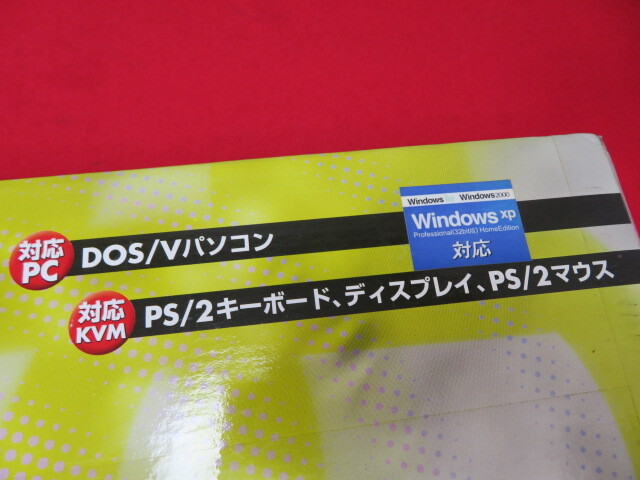 Windows Windows2000
Windows xp
Professional(32bit版) HomeEdition
対応
対応
PC
DOS/Vパソコン
対応
KVM
PS/2キーボード、ディスプレイ、PS/2マウス